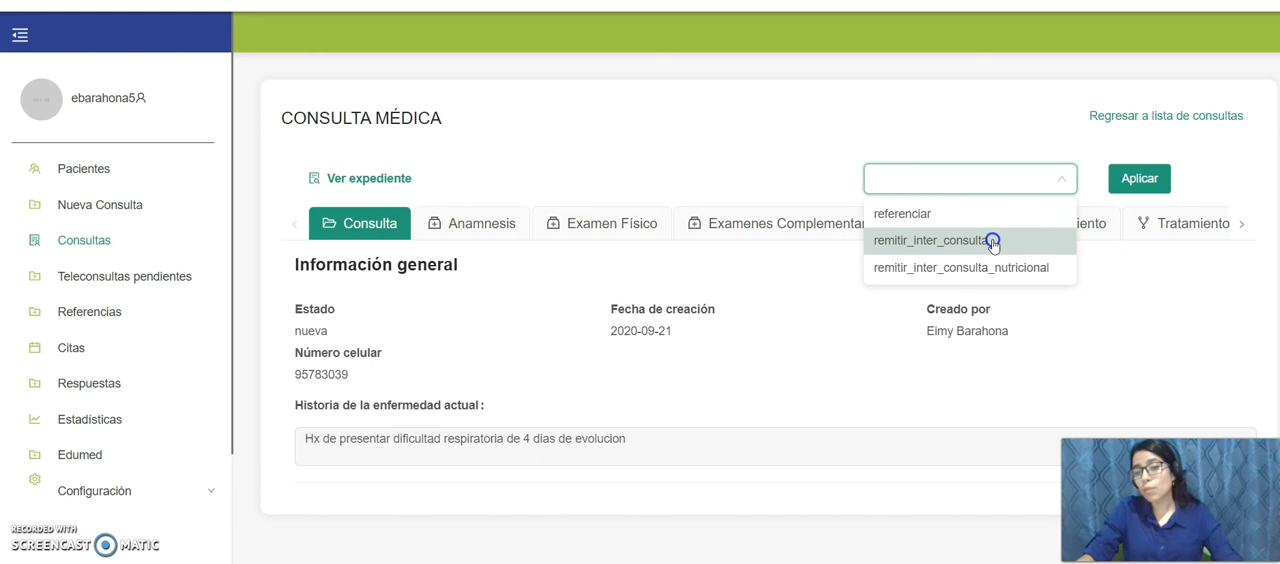 ebarahona5
CONSULTA MÉDICA
Regresar a lista de consultas
Pacientes
Nueva Consulta
Consultas
Teleconsultas pendientes
Referencias
Citas
Respuestas
Estadísticas
Edumed
Configuración
Ver expediente
Aplicar
referenciar
remitir_inter_consulta
remitir_inter_consulta_nutricional
Consulta
Anamnesis
Examen Físico
Examenes Complementar
iento
Tratamiento
Información general
Estado
Fecha de creación
Creado por
nueva
2020-09-21
Eimy Barahona
Número celular
95783039
Historia de la enfermedad actual :
Hx de presentar dificultad respiratoria de 4 dias de evolucion
RECORDED WITH
SCREENCAST MATIC